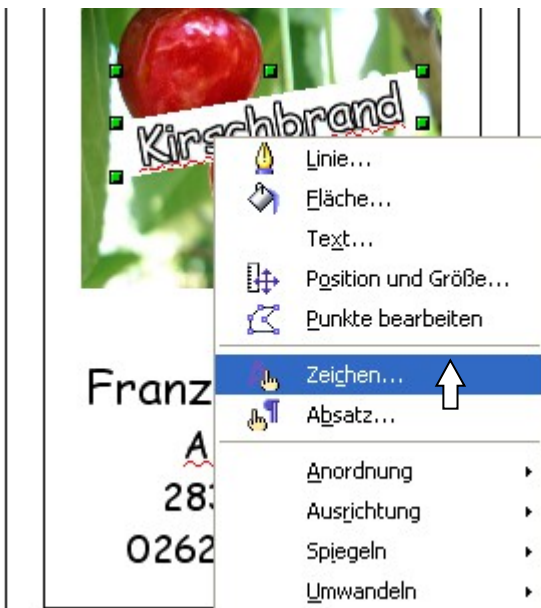 Kirschbrand
Linie...
Fläche...
Text...
Position und Größe...
Punkte bearbeiten
Zeichen...
Absatz...
Anordnung
Ausrichtung
Spiegeln
Umwandeln
Franz
A
28
0262